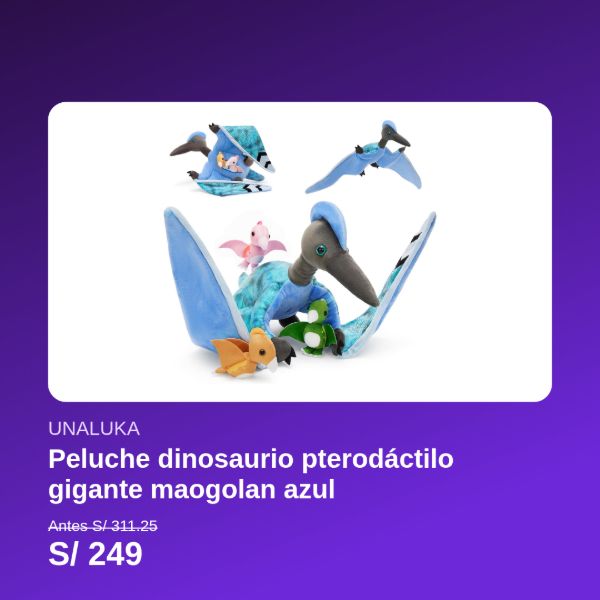 UNALUKA
Peluche dinosaurio pterodáctilo
gigante maogolan azul
Antes S/ 311.25
S/ 249